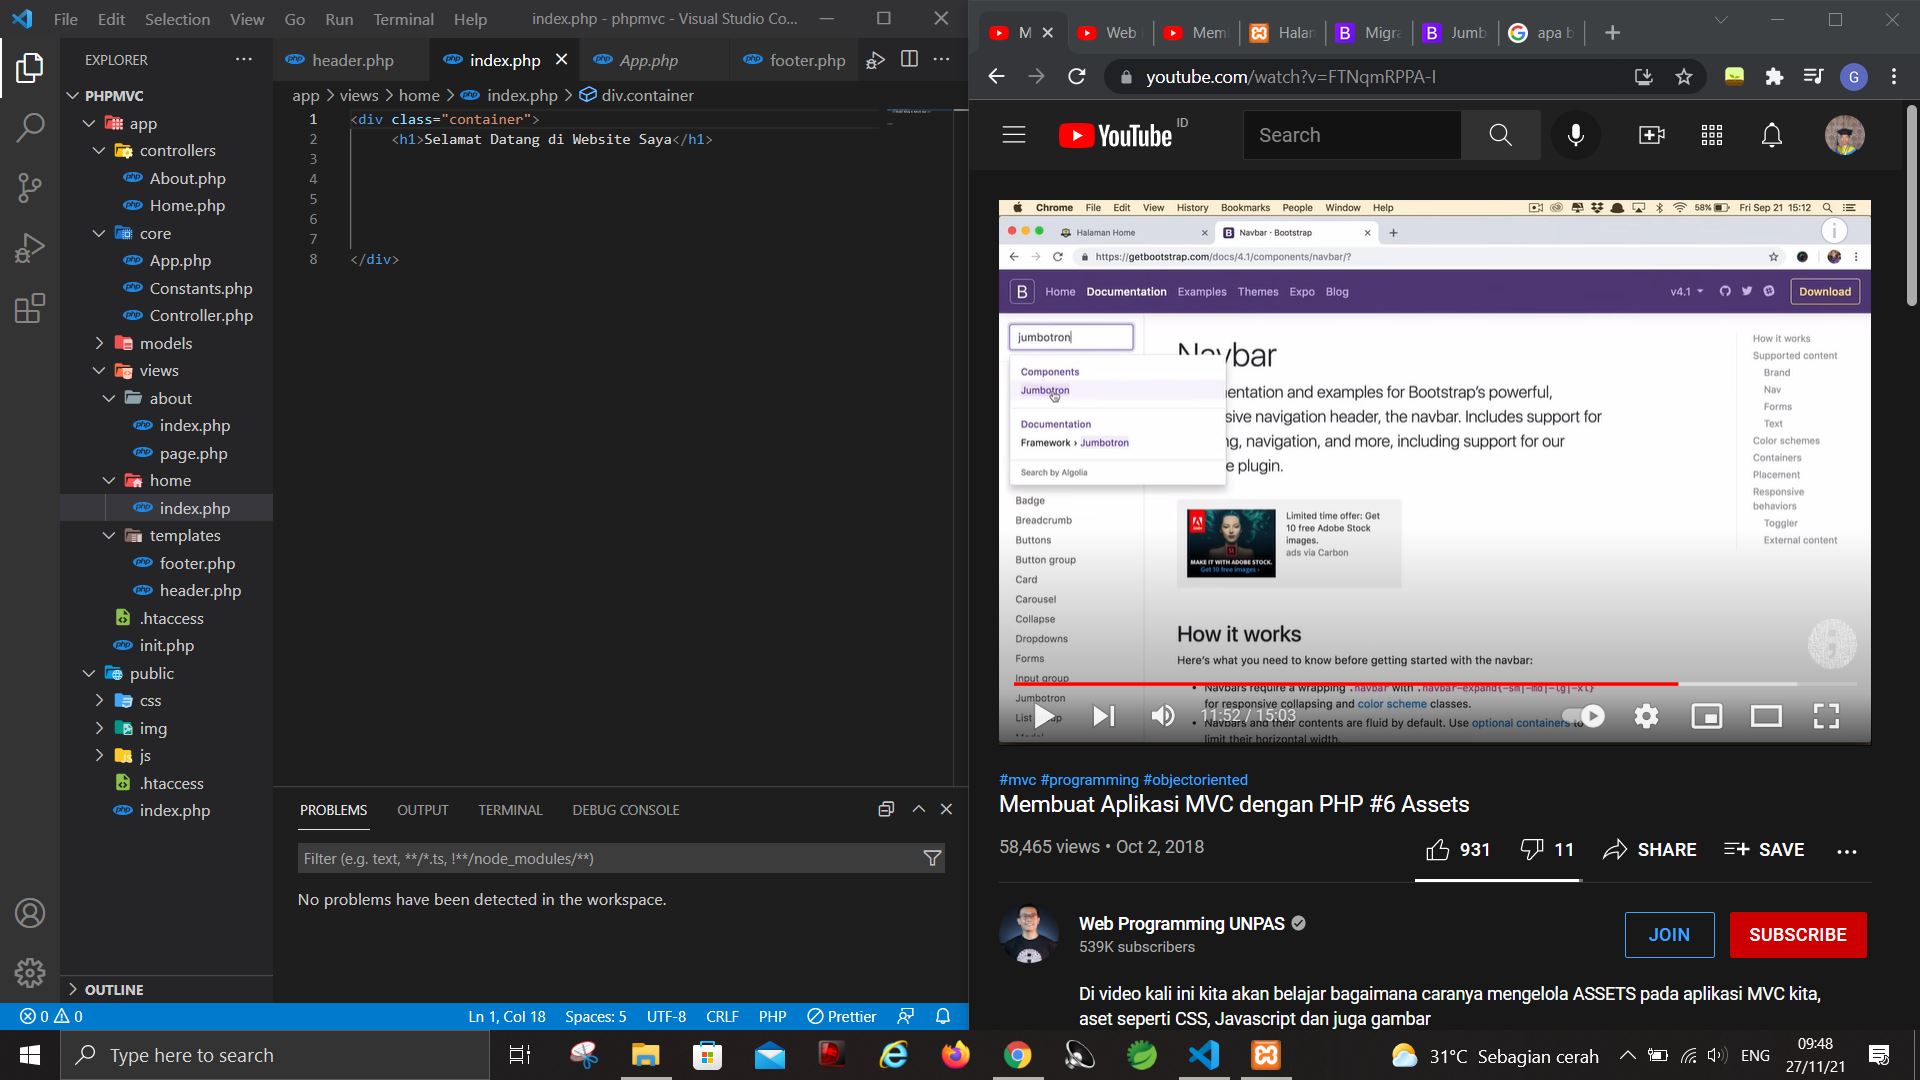 File Edit Selection View Go Run Terminal Help index.php - phpmvc - Visual Studio Co...
EXPLORER
PHPMVC
app
controllers
About.php
Home.php
core
App.php
Constants.php
Controller.php
models
views
about
index.php
page.php
home
index.php
templates
footer.php
header.php
.htaccess
init.php
public
css
img
js
.htaccess
index.php
OUTLINE
header.php index.php App.php footer.php
app > views > home > index.php > div.container
1 <div class="container">
2 <h1>Selamat Datang di Website Saya</h1>
3
4
5
6
7
8 </div>
PROBLEMS OUTPUT TERMINAL DEBUG CONSOLE
Filter (e.g. text, **/*.ts, !**/node_modules/**)
No problems have been detected in the workspace.
0 0 Ln 1, Col 18 Spaces: 5 UTF-8 CRLF PHP Prettier
M Web Mem Halan Migra Jumb apa b
youtube.com/watch?v=FTNqmRPPA-I G
YouTube ID Search
Chrome File Edit View History Bookmarks People Window Help 58% Fri Sep 21 15:12
Halaman Home Navbar · Bootstrap
https://getbootstrap.com/docs/4.1/components/navbar/?
B Home Documentation Examples Themes Expo Blog v4.1 Download
jumbotron
Components
Jumbotron
Documentation
Framework › Jumbotron
Search by Algolia
Badge
Breadcrumb
Buttons
Button group
Card
Carousel
Collapse
Dropdowns
Forms
Input group
Jumbotron
Navbar
entation and examples for Bootstrap's powerful,
sive navigation header, the navbar. Includes support for
ng, navigation, and more, including support for our
e plugin.
Limited time offer: Get
10 free Adobe Stock
images.
ads via Carbon
MAKE IT WITH ADOBE STOCK.
Get 10 free images ›
How it works
Here's what you need to know before getting started with the navbar:
• Navbars require a wrapping .navbar with .navbar-expand{-sm|-md|-lg|-xl}
for responsive collapsing and color scheme classes.
• Navbars and their contents are fluid by default. Use optional containers to
limit their horizontal width.
How it works
Supported content
Brand
Nav
Forms
Text
Color schemes
Containers
Placement
Responsive
behaviors
Toggler
External content
11:52 / 15:03
#mvc #programming #objectoriented
Membuat Aplikasi MVC dengan PHP #6 Assets
58,465 views • Oct 2, 2018 931 11 SHARE SAVE
Web Programming UNPAS
539K subscribers
JOIN SUBSCRIBE
Di video kali ini kita akan belajar bagaimana caranya mengelola ASSETS pada aplikasi MVC kita,
aset seperti CSS, Javascript dan juga gambar
Type here to search 31°C Sebagian cerah ENG 09:48
27/11/21